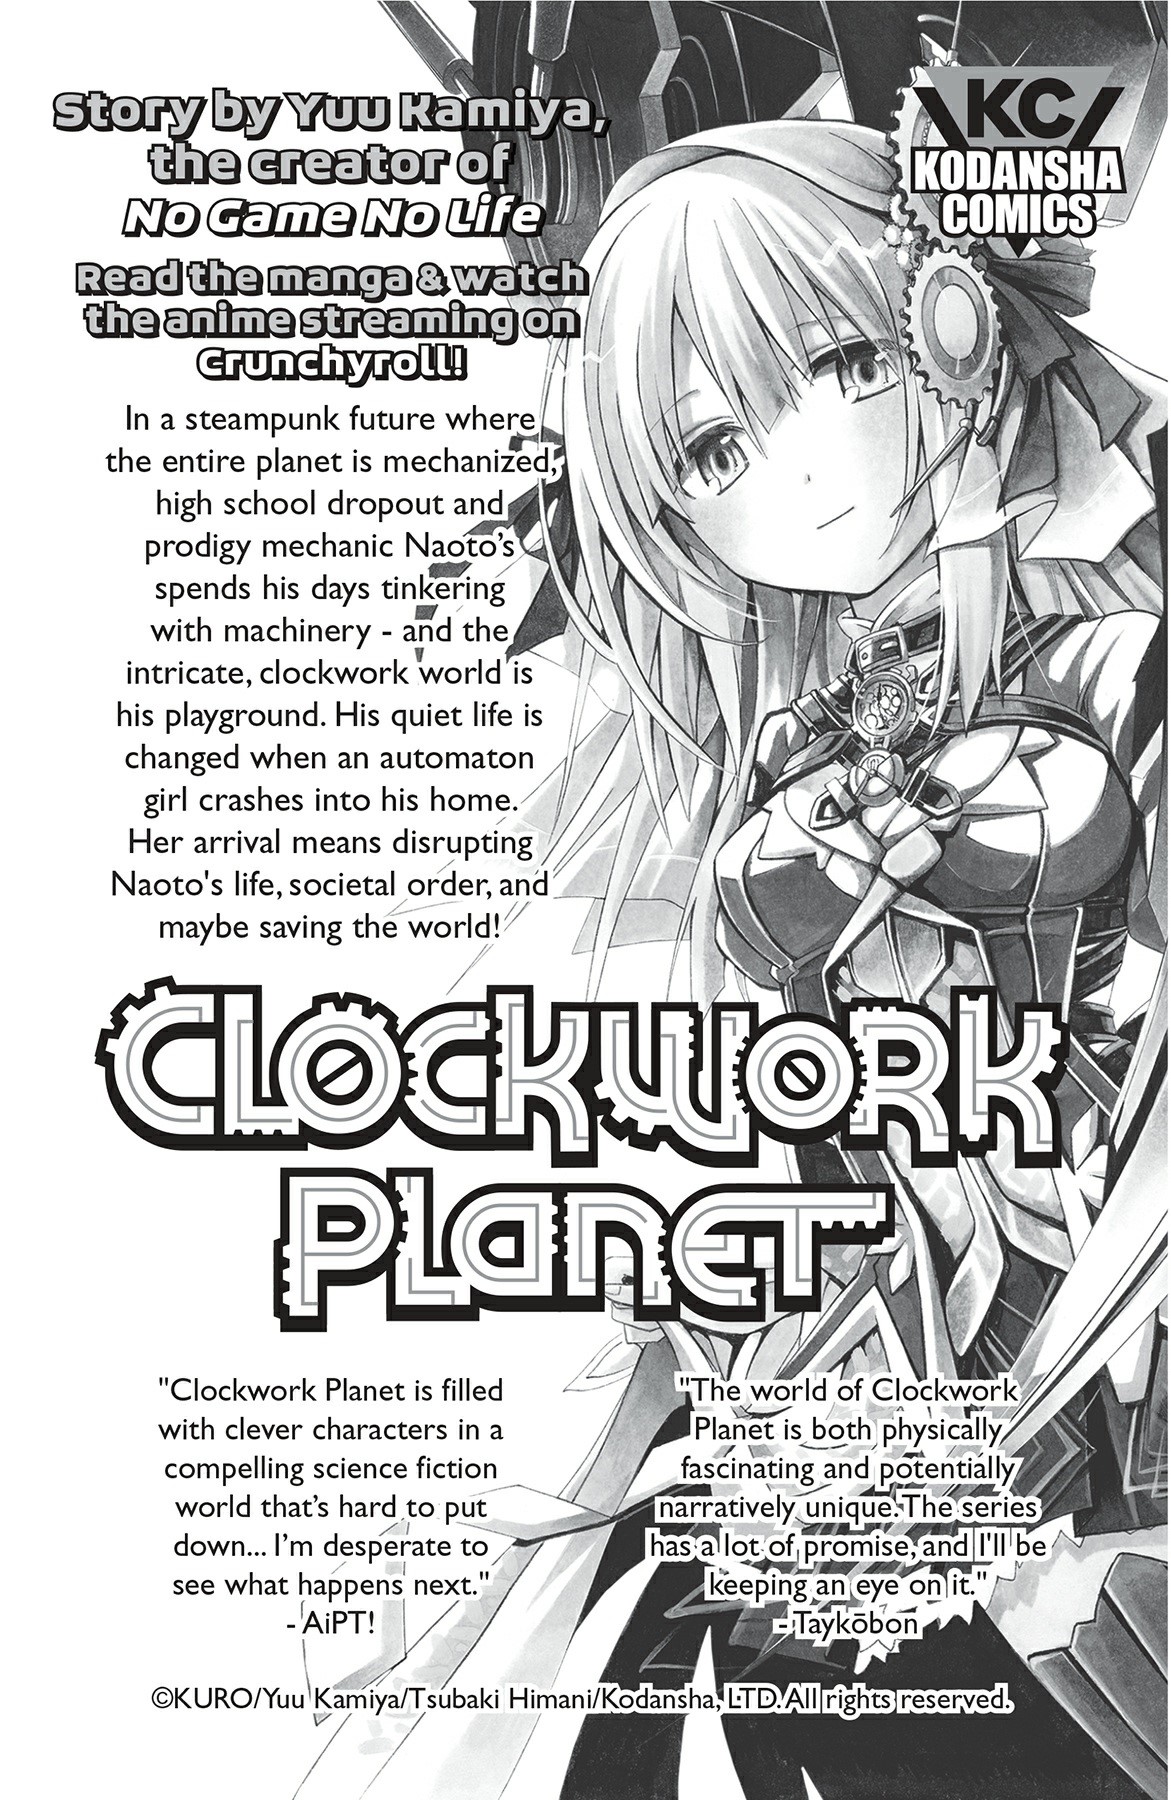 Story by Yuu Kamiya,
the creator of
No Game No Life
Read the manga & watch
the anime streaming on
Crunchyroll!
KC
KODANSHA
COMICS
In a steampunk future where
the entire planet is mechanized,
high school dropout and
prodigy mechanic Naoto’s
spends his days tinkering
with machinery - and the
intricate, clockwork world is
his playground. His quiet life is
changed when an automaton
girl crashes into his home.
Her arrival means disrupting
Naoto's life, societal order, and
maybe saving the world!
CLOCKWORK
PLANET
"Clockwork Planet is filled
with clever characters in a
compelling science fiction
world that’s hard to put
down... I’m desperate to
see what happens next."
- AiPT!
"The world of Clockwork
Planet is both physically
fascinating and potentially
narratively unique. The series
has a lot of promise, and I'll be
keeping an eye on it."
- Taykōbon
©KURO/Yuu Kamiya/Tsubaki Himani/Kodansha, LTD. All rights reserved.